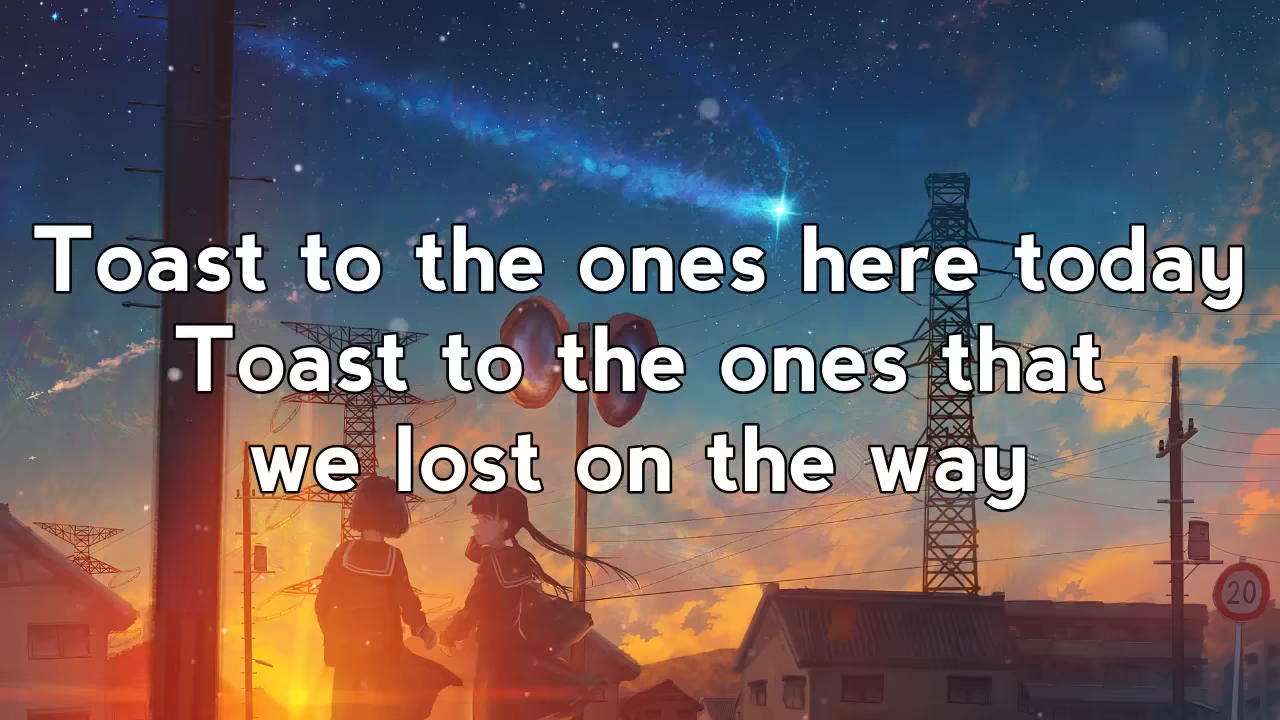 Toast to the ones here today
Toast to the ones that
we lost on the way
20